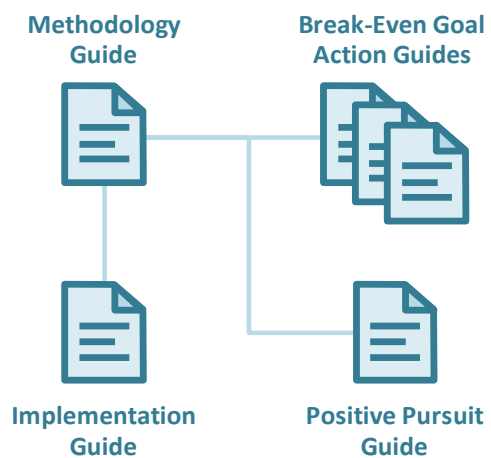 Methodology
Guide
Break-Even Goal
Action Guides
Implementation
Guide
Positive Pursuit
Guide